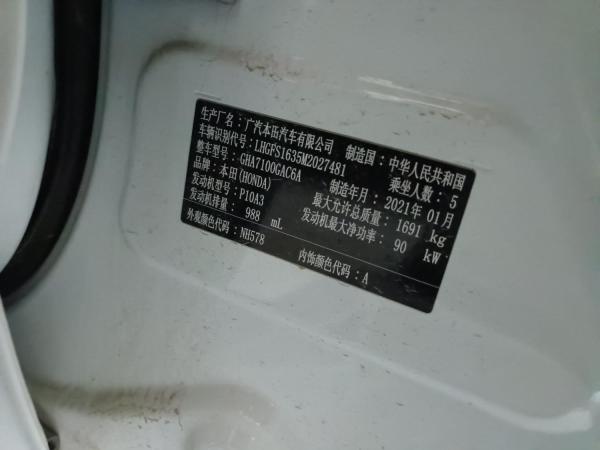 生产厂名：广汽本田汽车有限公司 制造国：中华人民共和国
车辆识别代号：LHGFS1635M2027481 乘坐人数：5
整车型号：GHA7100GAC6A 制造年月：2021年01月
品牌：本田(HONDA) 最大允许总质量：1691 kg
发动机型号：P10A3 发动机最大净功率：90 kW
发动机排量：988 mL
外观颜色代码：NH578 内饰颜色代码：A